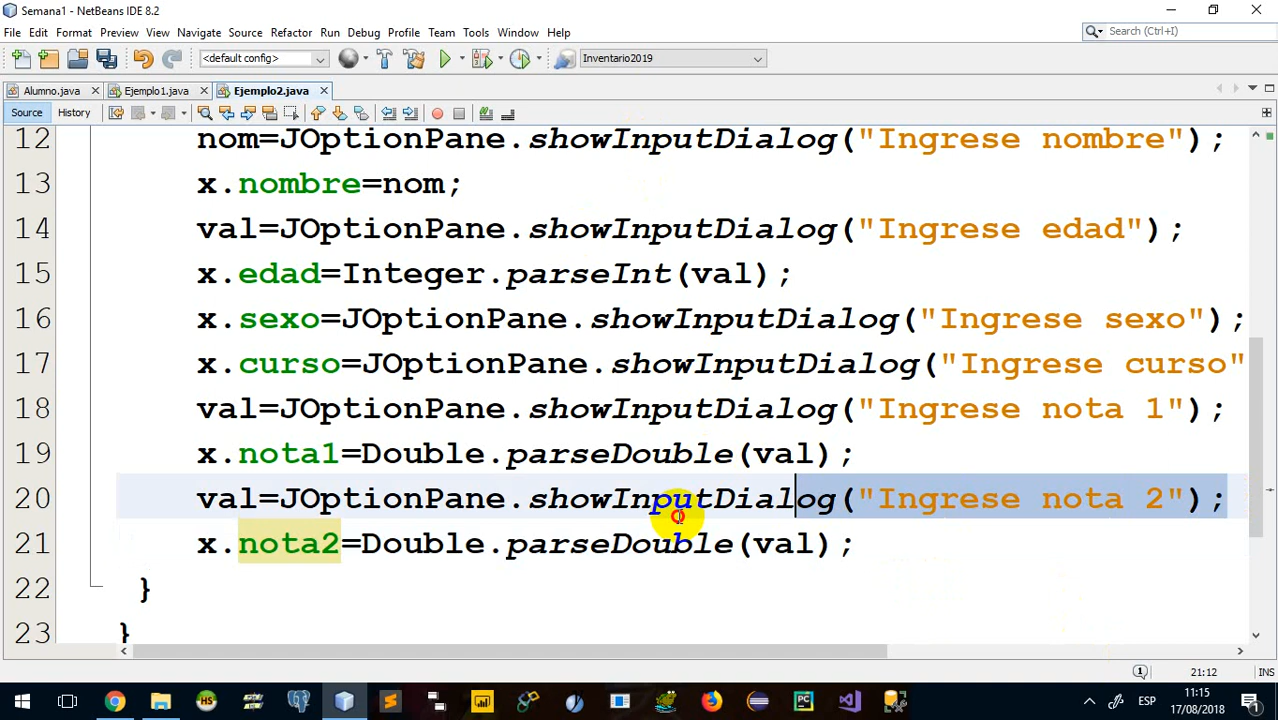 Semana1 - NetBeans IDE 8.2
File Edit Format Preview View Navigate Source Refactor Run Debug Profile Team Tools Window Help
Search (Ctrl+I)
<default config>
Inventario2019
Alumno.java
Ejemplo1.java
Ejemplo2.java
Source History
12 nom=JOptionPane.showInputDialog("Ingrese nombre");
13 x.nombre=nom;
14 val=JOptionPane.showInputDialog("Ingrese edad");
15 x.edad=Integer.parseInt(val);
16 x.sexo=JOptionPane.showInputDialog("Ingrese sexo");
17 x.curso=JOptionPane.showInputDialog("Ingrese curso"
18 val=JOptionPane.showInputDialog("Ingrese nota 1");
19 x.nota1=Double.parseDouble(val);
20 val=JOptionPane.showInputDialog("Ingrese nota 2");
21 x.nota2=Double.parseDouble(val);
22 }
23 }
1 21:12 INS
ESP
11:15
17/08/2018